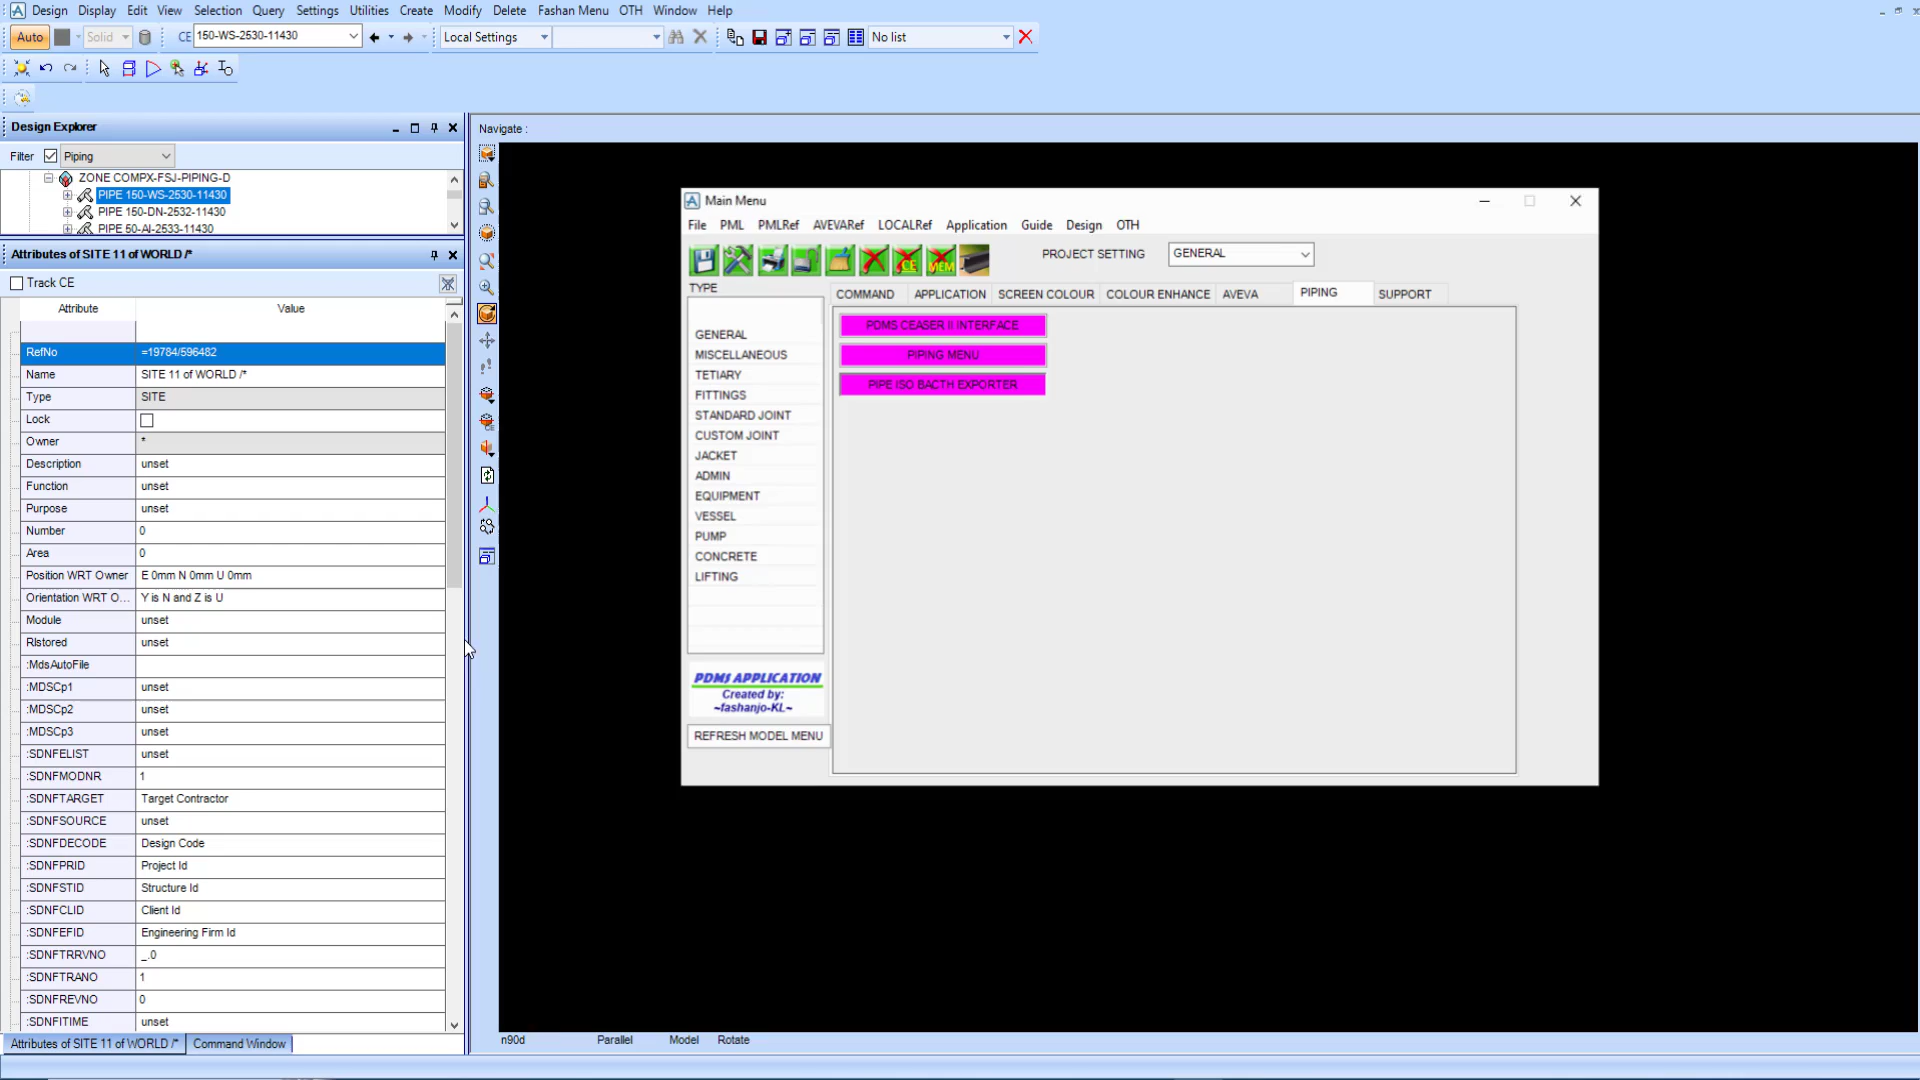 Design Display Edit View Selection Query Settings Utilities Create Modify Delete Fashan Menu OTH Window Help
Auto Solid CE 150-WS-2530-11430 Local Settings No list
Design Explorer
Filter Piping
ZONE COMPX-FSJ-PIPING-D
PIPE 150-WS-2530-11430
PIPE 150-DN-2532-11430
PIPE 50-AI-2533-11430
Attributes of SITE 11 of WORLD /*
Track CE
Attribute Value
RefNo =19784/596482
Name SITE 11 of WORLD /*
Type SITE
Lock
Owner *
Description unset
Function unset
Purpose unset
Number 0
Area 0
Position WRT Owner E 0mm N 0mm U 0mm
Orientation WRT O... Y is N and Z is U
Module unset
Rlstored unset
:MdsAutoFile
:MDSCp1 unset
:MDSCp2 unset
:MDSCp3 unset
:SDNFELIST unset
:SDNFMODNR 1
:SDNFTARGET Target Contractor
:SDNFSOURCE unset
:SDNFDECODE Design Code
:SDNFPRID Project Id
:SDNFSTID Structure Id
:SDNFCLID Client Id
:SDNFEFID Engineering Firm Id
:SDNFTRRVNO _.0
:SDNFTRANO 1
:SDNFREVNO 0
:SDNFITIME unset
Attributes of SITE 11 of WORLD /* Command Window
Navigate :
Main Menu
File PML PMLRef AVEVARef LOCALRef Application Guide Design OTH
CE MEM PROJECT SETTING GENERAL
TYPE
COMMAND APPLICATION SCREEN COLOUR COLOUR ENHANCE AVEVA PIPING SUPPORT
GENERAL
MISCELLANEOUS
TETIARY
FITTINGS
STANDARD JOINT
CUSTOM JOINT
JACKET
ADMIN
EQUIPMENT
VESSEL
PUMP
CONCRETE
LIFTING
PDMS CEASER II INTERFACE
PIPING MENU
PIPE ISO BACTH EXPORTER
PDMS APPLICATION
Created by:
~fashanjo-KL~
REFRESH MODEL MENU
n90d Parallel Model Rotate